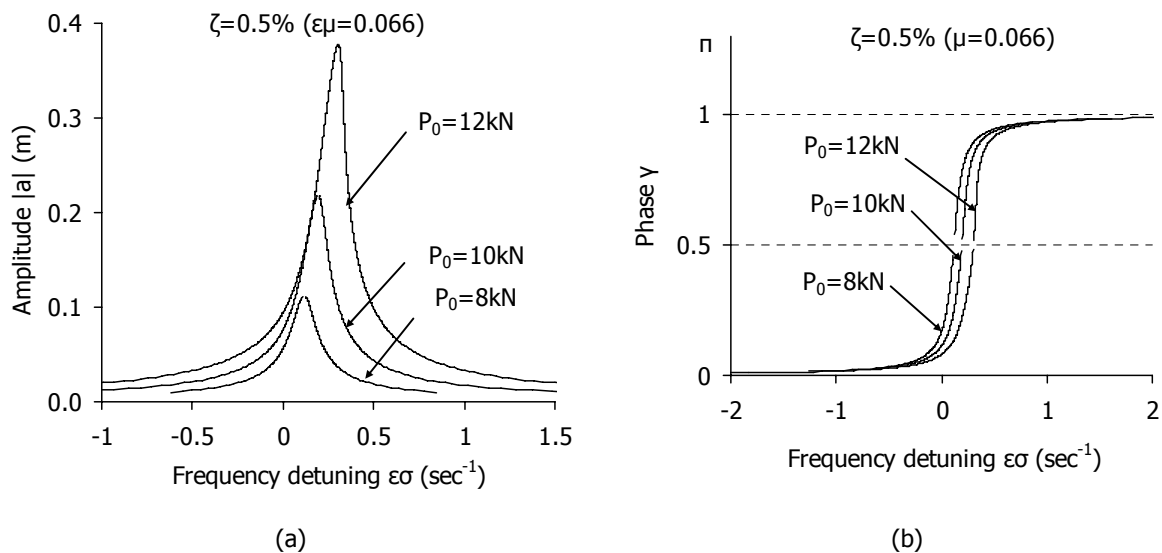 ζ=0.5% (εμ=0.066)
Amplitude |a| (m)
0.4
0.3
0.2
0.1
0.0
P₀=12kN
P₀=10kN
P₀=8kN
-1
-0.5
0
0.5
1
1.5
Frequency detuning εσ (sec⁻¹)
(a)
ζ=0.5% (μ=0.066)
π
Phase γ
1
0.5
0
P₀=12kN
P₀=10kN
P₀=8kN
-2
-1
0
1
2
Frequency detuning εσ (sec⁻¹)
(b)